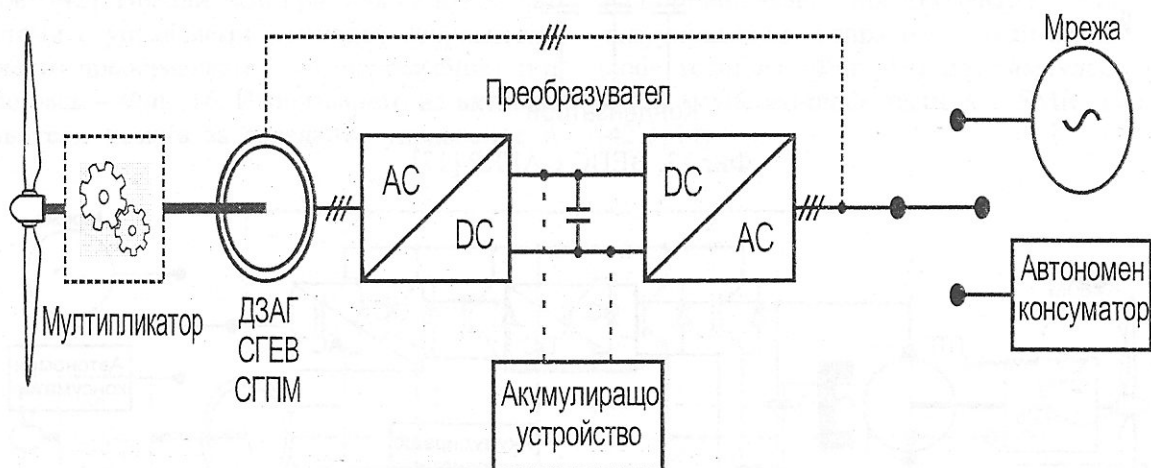 Мрежа
Преобразувател
AC
DC
DC
AC
Мултипликатор
ДЗАГ
СГЕВ
СГПМ
Автономен
консуматор
Акумулиращо
устройство